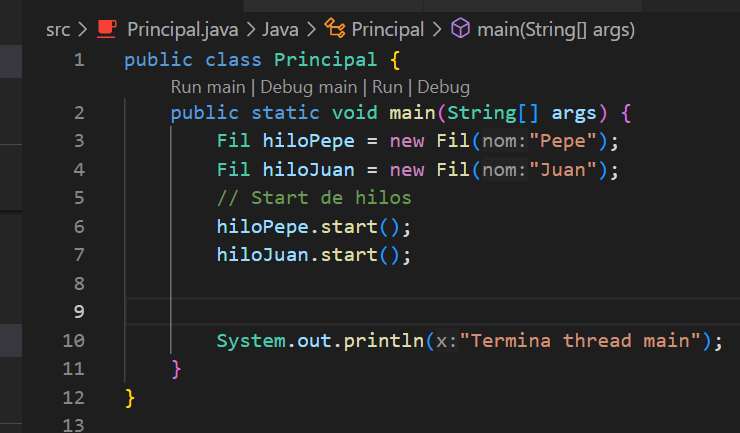 src > Principal.java > Java > Principal > main(String[] args)
1 public class Principal {
Run main | Debug main | Run | Debug
2 public static void main(String[] args) {
3 Fil hiloPepe = new Fil(nom:"Pepe");
4 Fil hiloJuan = new Fil(nom:"Juan");
5 // Start de hilos
6 hiloPepe.start();
7 hiloJuan.start();
8
9
10 System.out.println(x:"Termina thread main");
11 }
12 }
13